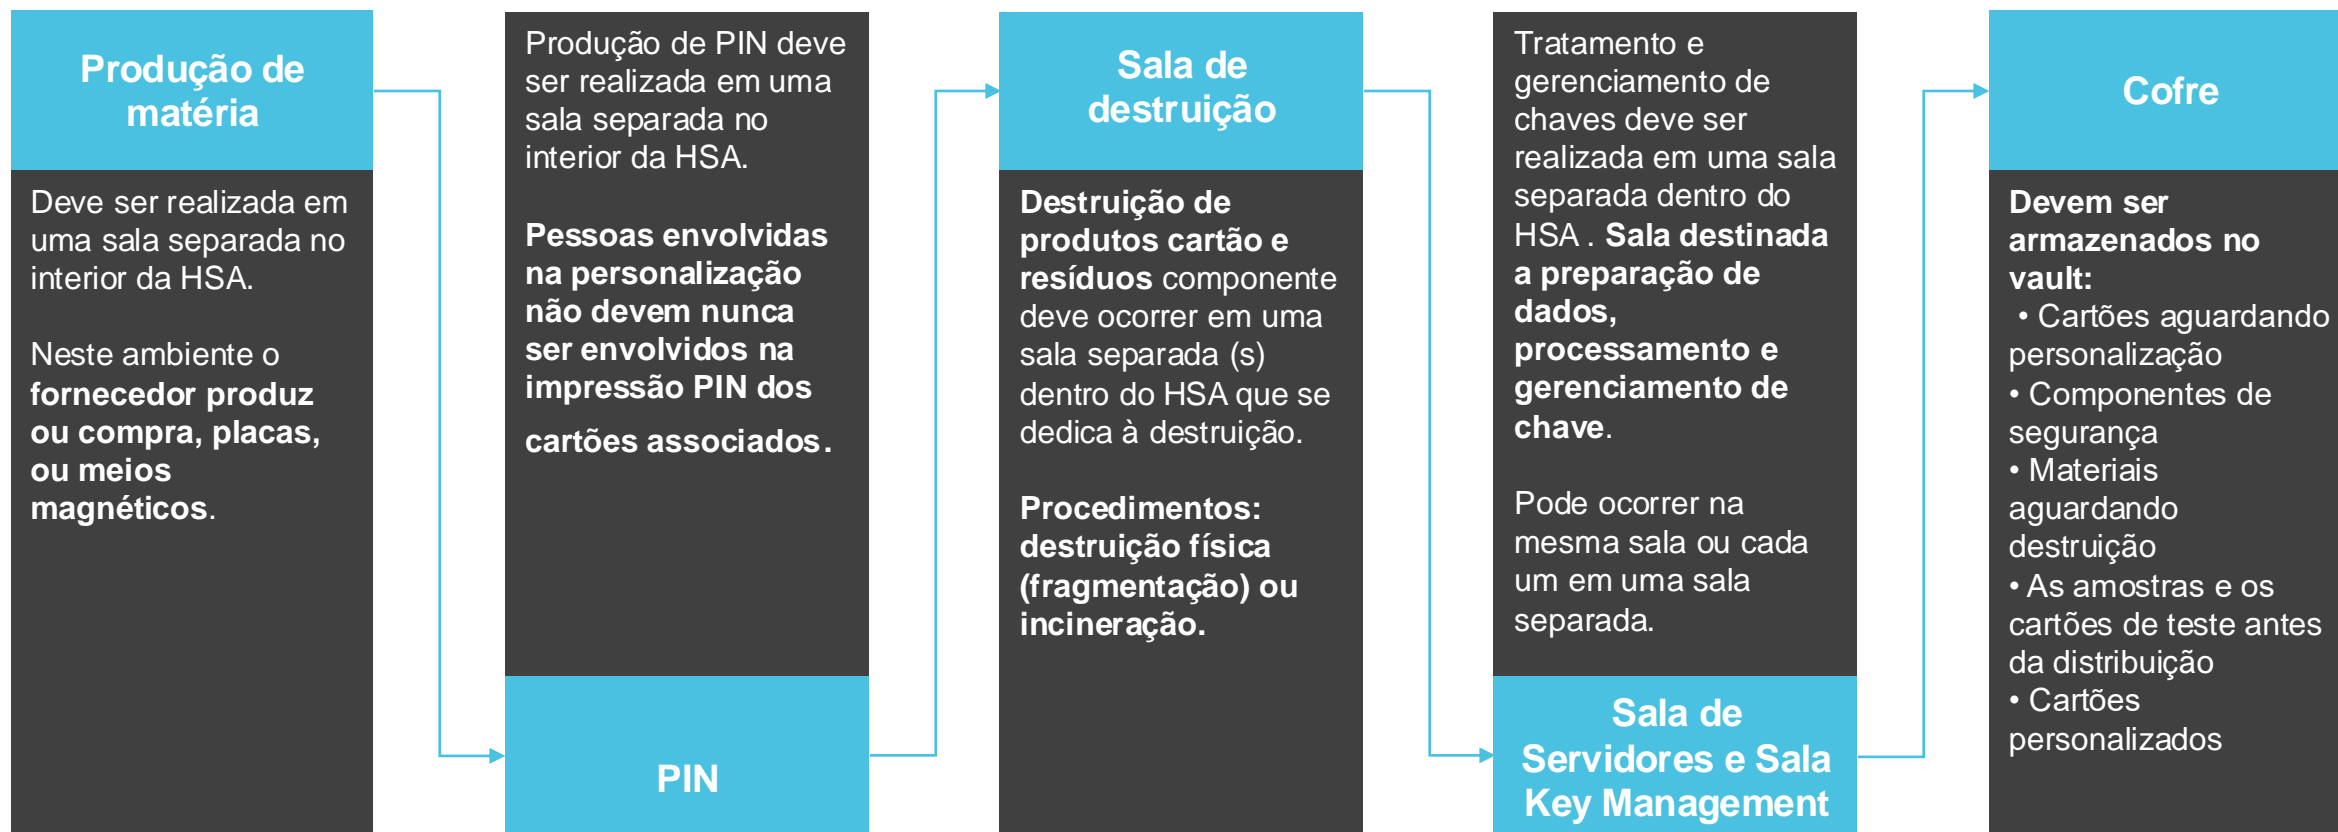 Produção de
matéria
Deve ser realizada em
uma sala separada no
interior da HSA.
Neste ambiente o
fornecedor produz
ou compra, placas,
ou meios
magnéticos.
Produção de PIN deve
ser realizada em uma
sala separada no
interior da HSA.
Pessoas envolvidas
na personalização
não devem nunca
ser envolvidos na
impressão PIN dos
cartões associados.
PIN
Sala de
destruição
Destruição de
produtos cartão e
resíduos componente
deve ocorrer em uma
sala separada (s)
dentro do HSA que se
dedica à destruição.
Procedimentos:
destruição física
(fragmentação) ou
incineração.
Tratamento e
gerenciamento de
chaves deve ser
realizada em uma sala
separada dentro do
HSA . Sala destinada
a preparação de
dados,
processamento e
gerenciamento de
chave.
Pode ocorrer na
mesma sala ou cada
um em uma sala
separada.
Sala de
Servidores e Sala
Key Management
Cofre
Devem ser
armazenados no
vault:
• Cartões aguardando
personalização
• Componentes de
segurança
• Materiais
aguardando
destruição
• As amostras e os
cartões de teste antes
da distribuição
• Cartões
personalizados